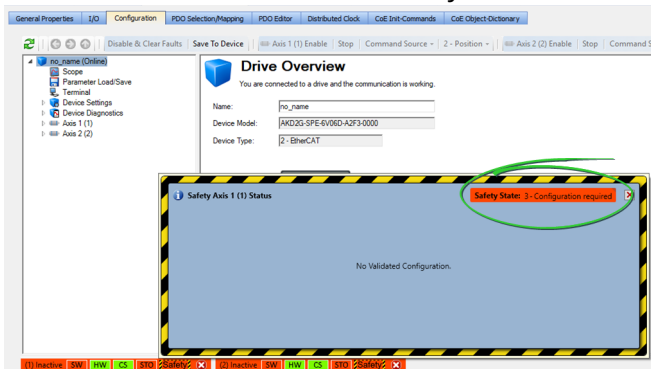 General Properties I/O Configuration PDO Selection/Mapping PDO Editor Distributed Clock CoE Init-Commands CoE Object-Dictionary
Disable & Clear Faults Save To Device Axis 1 (1) Enable Stop Command Source 2 - Position Axis 2 (2) Enable Stop Command S
no_name (Online)
Scope
Parameter Load/Save
Terminal
Device Settings
Device Diagnostics
Axis 1 (1)
Axis 2 (2)
Drive Overview
You are connected to a drive and the communication is working.
Name: no_name
Device Model: AKD2G-SPE-6V06D-A2F3-0000
Device Type: 2 - EtherCAT
Safety Axis 1 (1) Status
Safety State: 3 - Configuration required
No Validated Configuration.
(1) Inactive SW HW CS STO Safety (2) Inactive SW HW CS STO Safety